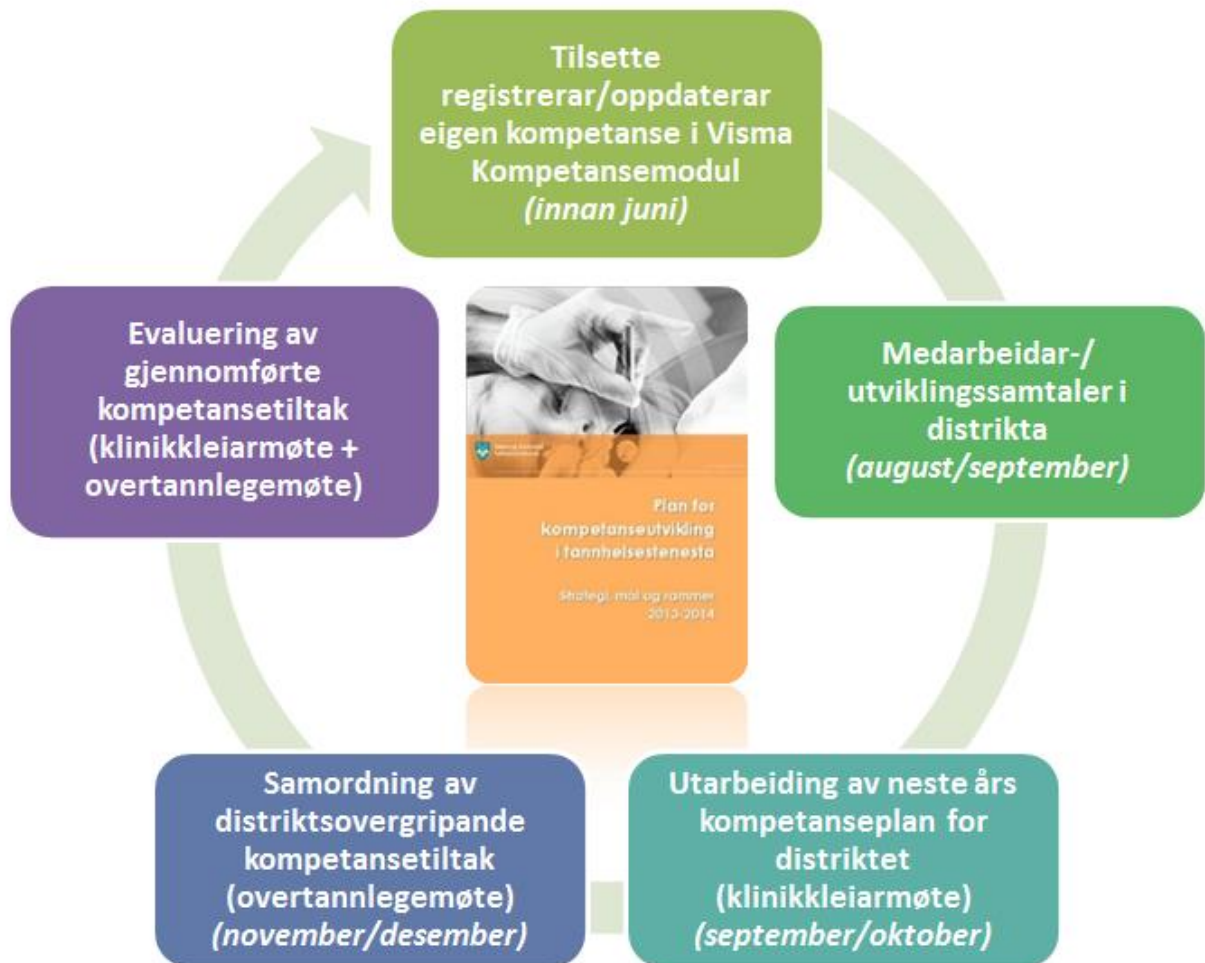 Tilsette
registrerar/oppdaterar
eigen kompetanse i Visma
Kompetansemodul
(innan juni)
Medarbeidar-/
utviklingssamtaler i
distrikta
(august/september)
Utarbeiding av neste års
kompetanseplan for
distriktet
(klinikkleiarmøte)
(september/oktober)
Samordning av
distriktsovergripande
kompetansetiltak
(overtannlegemøte)
(november/desember)
Evaluering av
gjennomførte
kompetansetiltak
(klinikkleiarmøte +
overtannlegemøte)
Plan for
kompetanseutvikling
i tannhelsestenesta
Strategi, mål og rammer
2013-2014